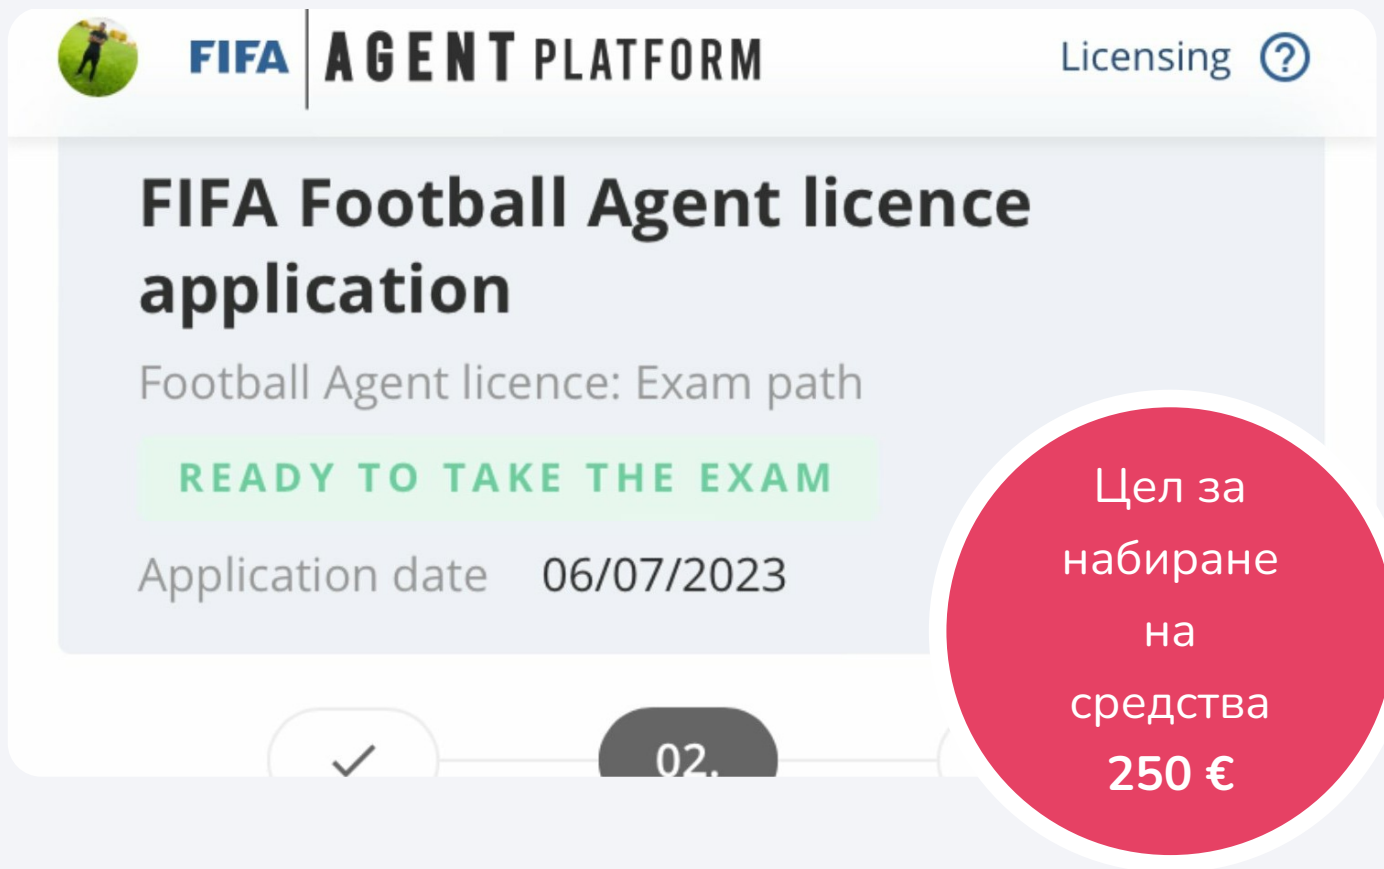 FIFA AGENT PLATFORM Licensing ?
FIFA Football Agent licence
application
Football Agent licence: Exam path
READY TO TAKE THE EXAM
Application date 06/07/2023
02.
Цел за
набиране
на
средства
250 €